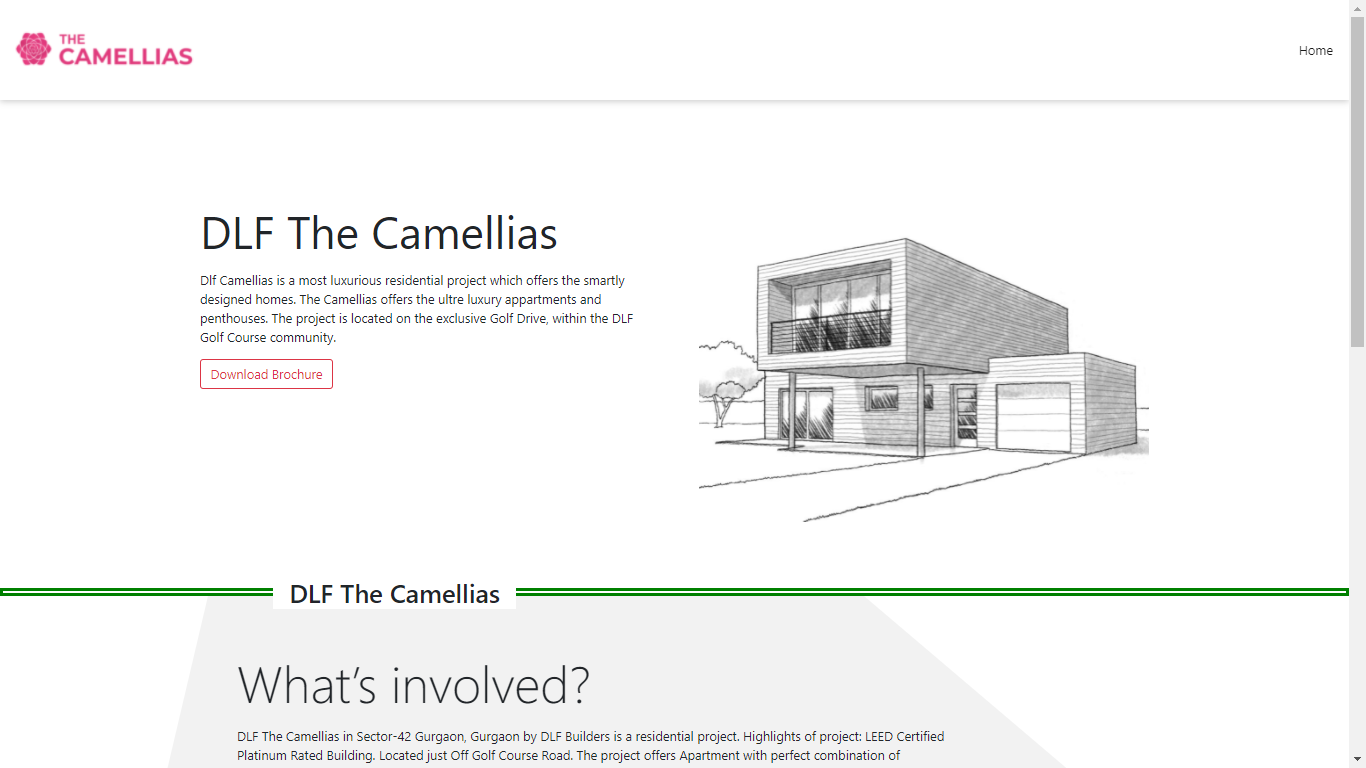 THE
CAMELLIAS
Home
DLF The Camellias
Dlf Camellias is a most luxurious residential project which offers the smartly
designed homes. The Camellias offers the ultre luxury appartments and
penthouses. The project is located on the exclusive Golf Drive, within the DLF
Golf Course community.
Download Brochure
DLF The Camellias
What's involved?
DLF The Camellias in Sector-42 Gurgaon, Gurgaon by DLF Builders is a residential project. Highlights of project: LEED Certified
Platinum Rated Building. Located just Off Golf Course Road. The project offers Apartment with perfect combination of